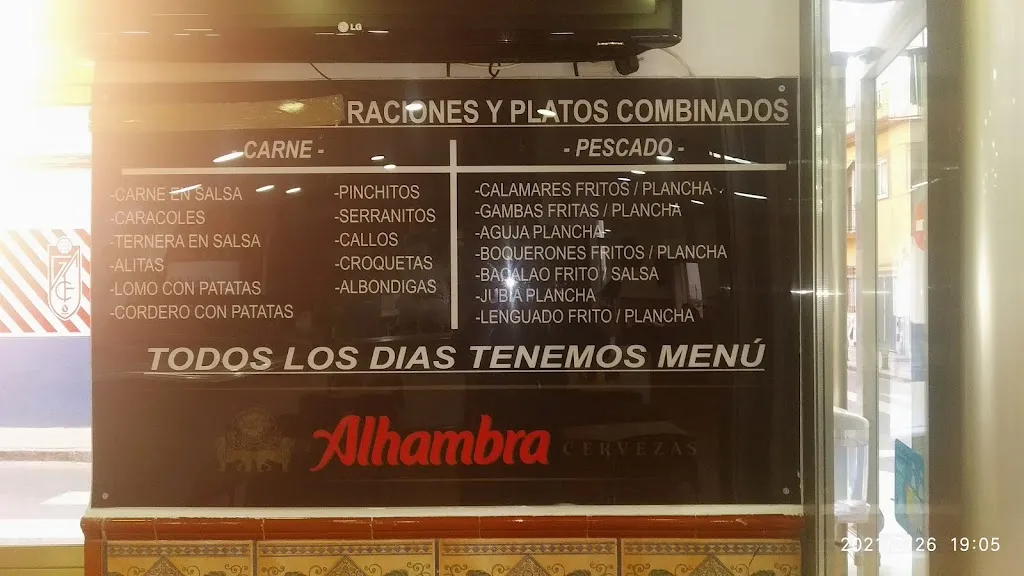 LG
RACIONES Y PLATOS COMBINADOS
CARNE -
-CARNE EN SALSA
-CARACOLES
-TERNERA EN SALSA
-ALITAS
-LOMO CON PATATAS
-CORDERO CON PATATAS
-PINCHITOS
-SERRANITOS
-CALLOS
-CROQUETAS
-ALBONDIGAS
- PESCADO -
-CALAMARES FRITOS / PLANCHA
-GAMBAS FRITAS / PLANCHA
-AGUJA PLANCHA
-BOQUERONES FRITOS / PLANCHA
-BACALAO FRITO / SALSA
-JUBIA PLANCHA
-LENGUADO FRITO / PLANCHA
TODOS LOS DIAS TENEMOS MENÚ
Alhambra CERVEZAS
19:05